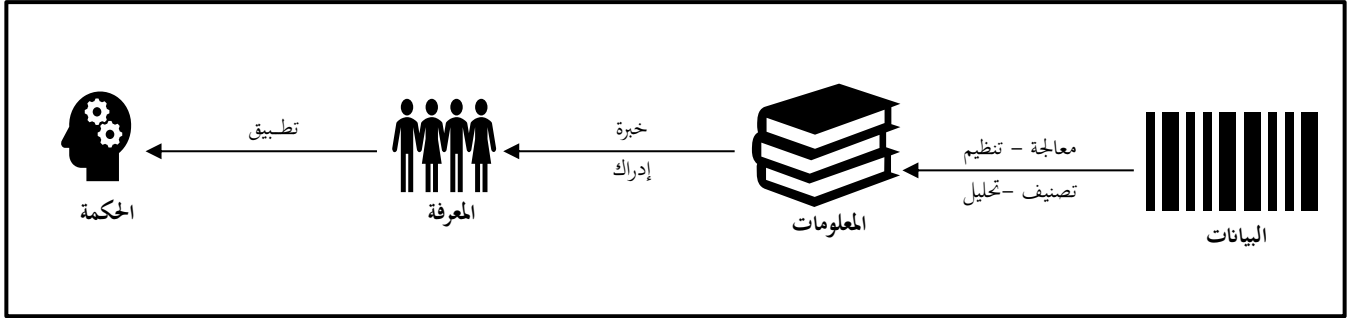 البيانات
معالجة – تنظيم
تصنيف –تحليل
المعلومات
خبرة
إدراك
المعرفة
تطبيق
الحكمة